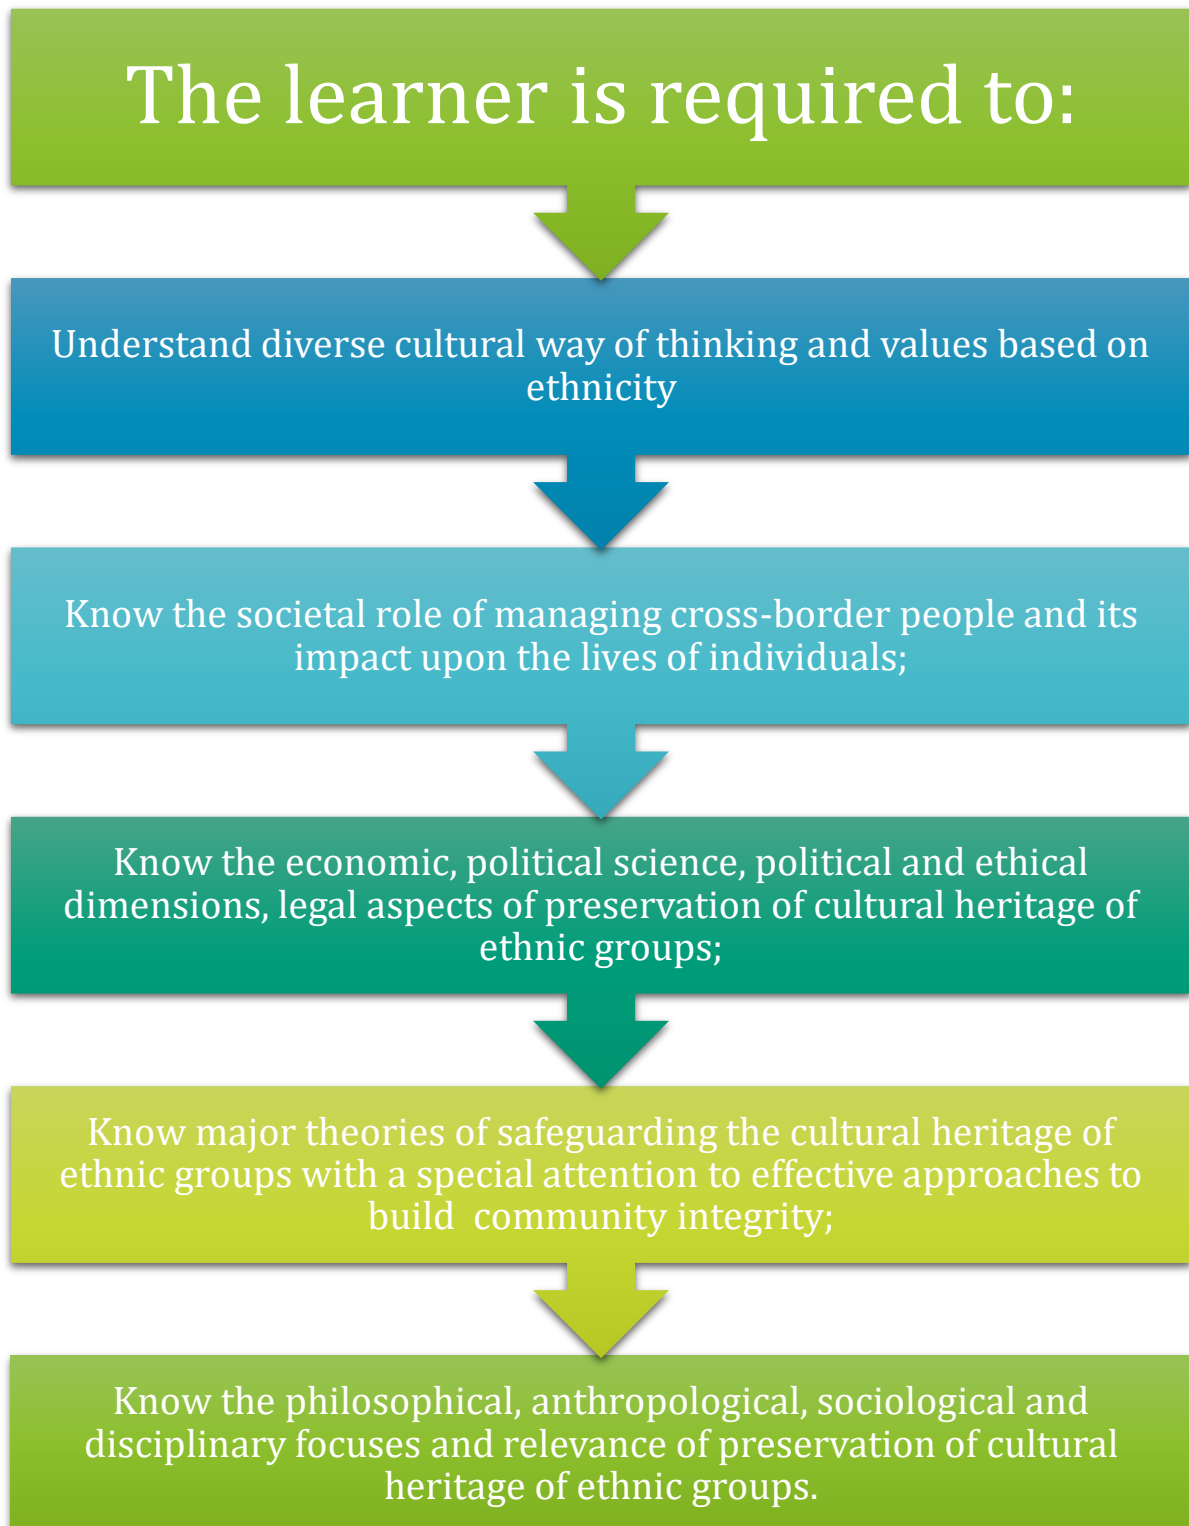 The learner is required to:
Understand diverse cultural way of thinking and values based on
ethnicity
Know the societal role of managing cross-border people and its
impact upon the lives of individuals;
Know the economic, political science, political and ethical
dimensions, legal aspects of preservation of cultural heritage of
ethnic groups;
Know major theories of safeguarding the cultural heritage of
ethnic groups with a special attention to effective approaches to
build  community integrity;
Know the philosophical, anthropological, sociological and
disciplinary focuses and relevance of preservation of cultural
heritage of ethnic groups.